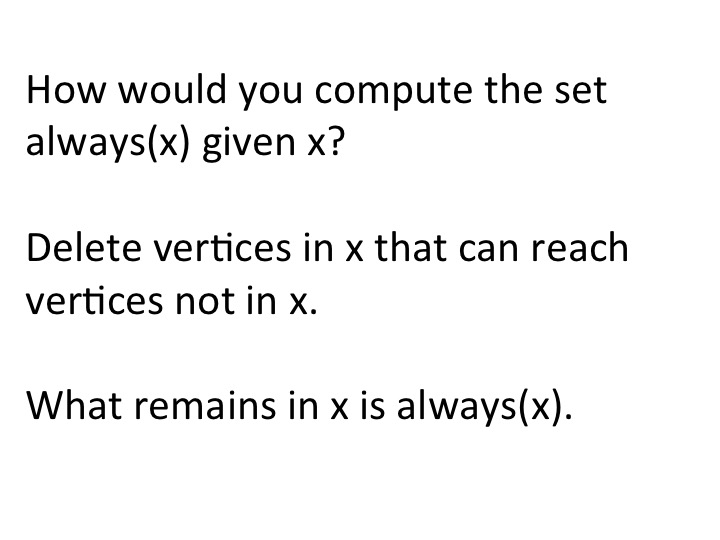 How would you compute the set
always(x) given x?
Delete vertices in x that can reach
vertices not in x.
What remains in x is always(x).